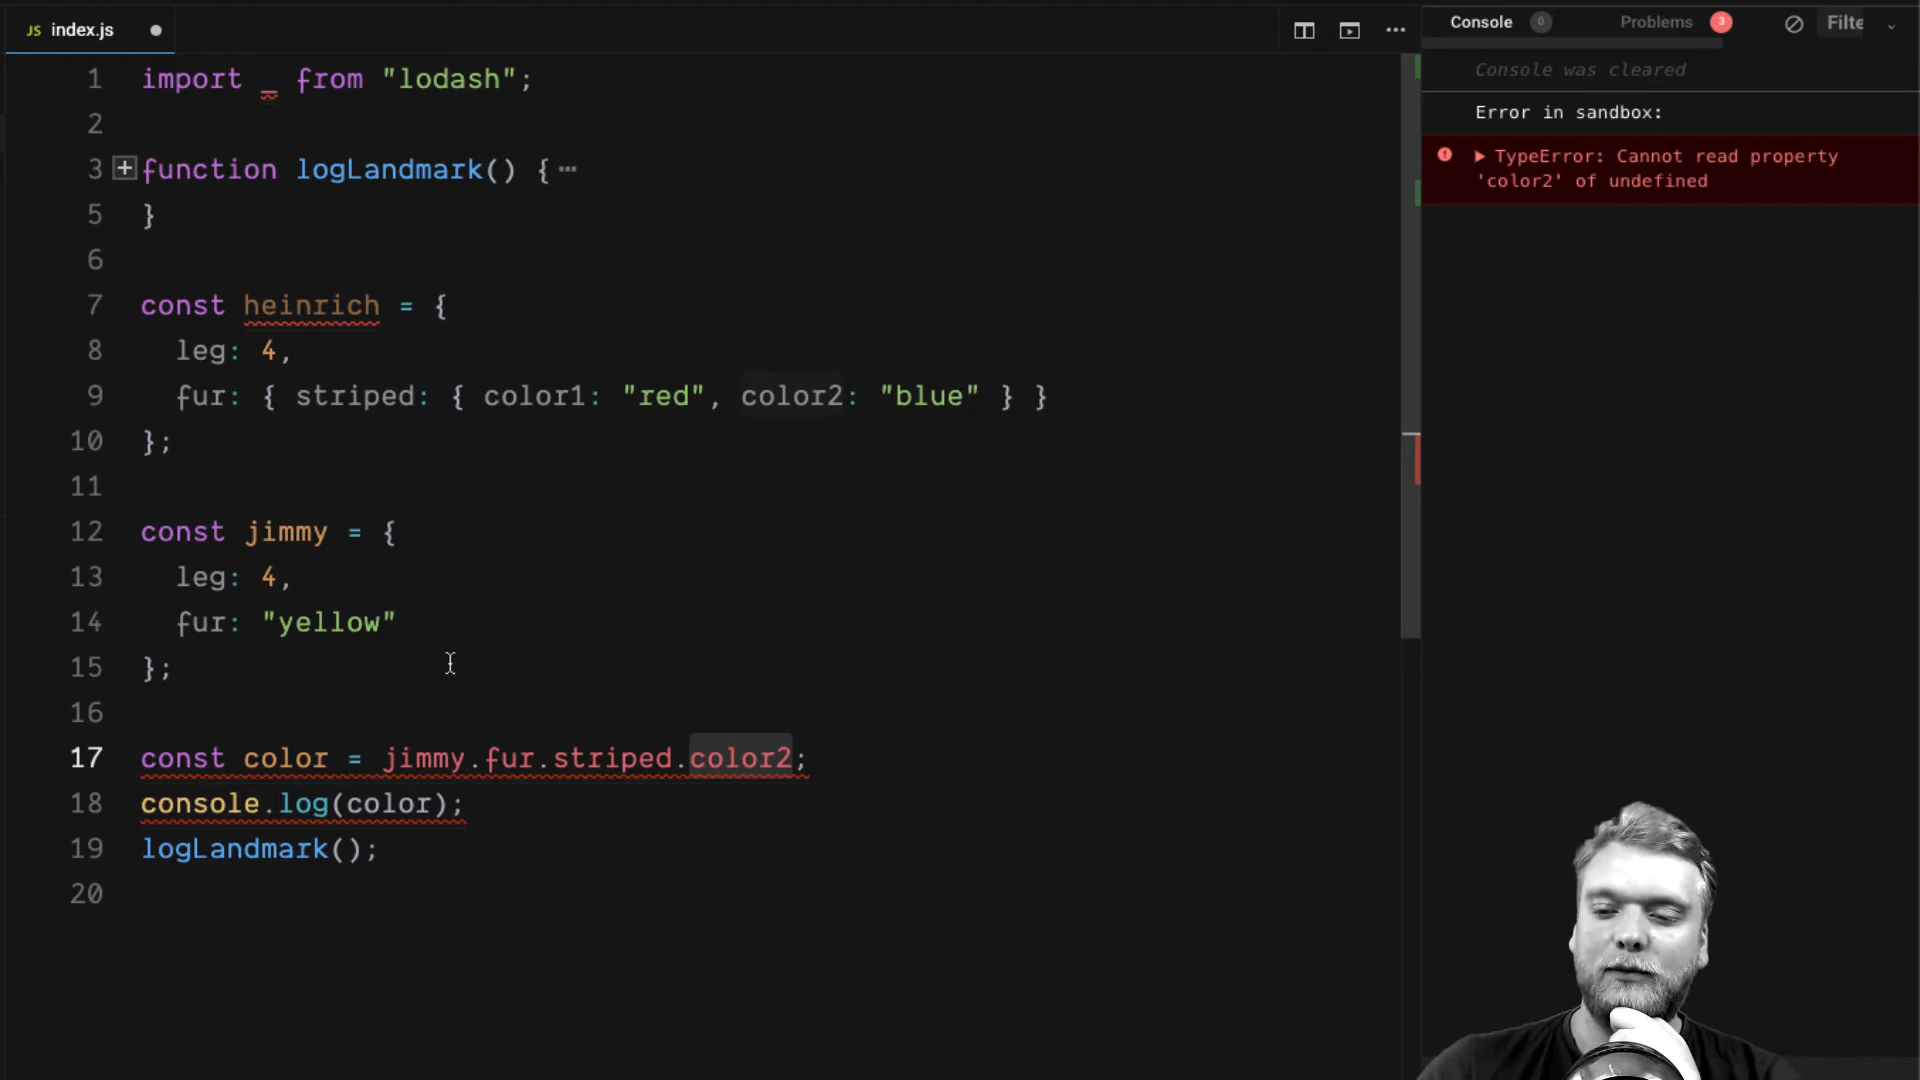 JS index.js
1 import _ from "lodash";
2
3 function logLandmark() {
5 }
6
7 const heinrich = {
8 leg: 4,
9 fur: { striped: { color1: "red", color2: "blue" } }
10 };
11
12 const jimmy = {
13 leg: 4,
14 fur: "yellow"
15 };
16
17 const color = jimmy.fur.striped.color2;
18 console.log(color);
19 logLandmark();
20
Console 0 Problems 3 Filte
Console was cleared
Error in sandbox:
TypeError: Cannot read property
'color2' of undefined